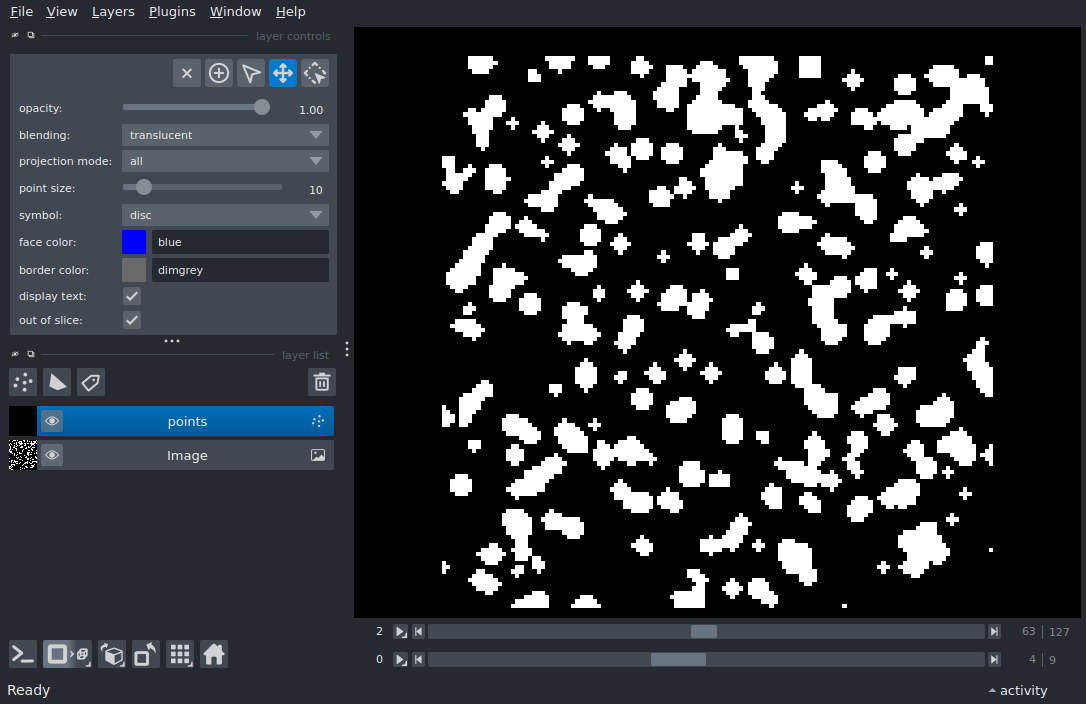 File View Layers Plugins Window Help
layer controls
opacity: 1.00
blending: translucent
projection mode: all
point size: 10
symbol: disc
face color: blue
border color: dimgrey
display text:
out of slice:
layer list
points
Image
2 63 127
0 4 9
Ready activity